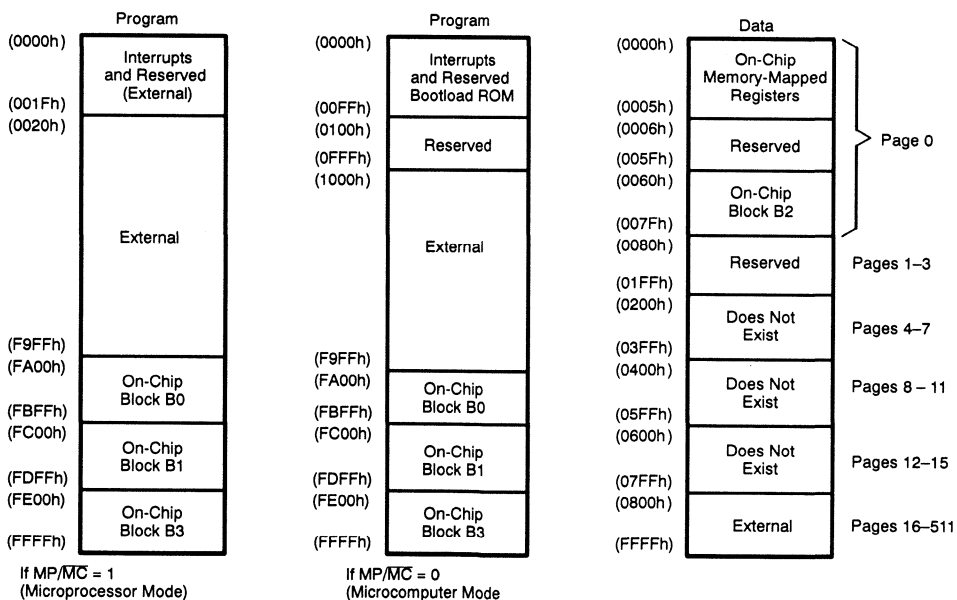 Program
(0000h)
Interrupts
and Reserved
(External)
(001Fh)
(0020h)
External
(F9FFh)
(FA00h)
On-Chip
Block B0
(FBFFh)
(FC00h)
On-Chip
Block B1
(FDFFh)
(FE00h)
On-Chip
Block B3
(FFFFh)
If MP/M̅C̅ = 1
(Microprocessor Mode)
Program
(0000h)
Interrupts
and Reserved
Bootload ROM
(00FFh)
(0100h)
Reserved
(0FFFh)
(1000h)
External
(F9FFh)
(FA00h)
On-Chip
Block B0
(FBFFh)
(FC00h)
On-Chip
Block B1
(FDFFh)
(FE00h)
On-Chip
Block B3
(FFFFh)
If MP/M̅C̅ = 0
(Microcomputer Mode
Data
(0000h)
On-Chip
Memory-Mapped
Registers
(0005h)
(0006h)
Reserved
(005Fh)
(0060h)
On-Chip
Block B2
(007Fh)
Page 0
(0080h)
Reserved
Pages 1–3
(01FFh)
(0200h)
Does Not
Exist
Pages 4–7
(03FFh)
(0400h)
Does Not
Exist
Pages 8 – 11
(05FFh)
(0600h)
Does Not
Exist
Pages 12–15
(07FFh)
(0800h)
External
Pages 16–511
(FFFFh)